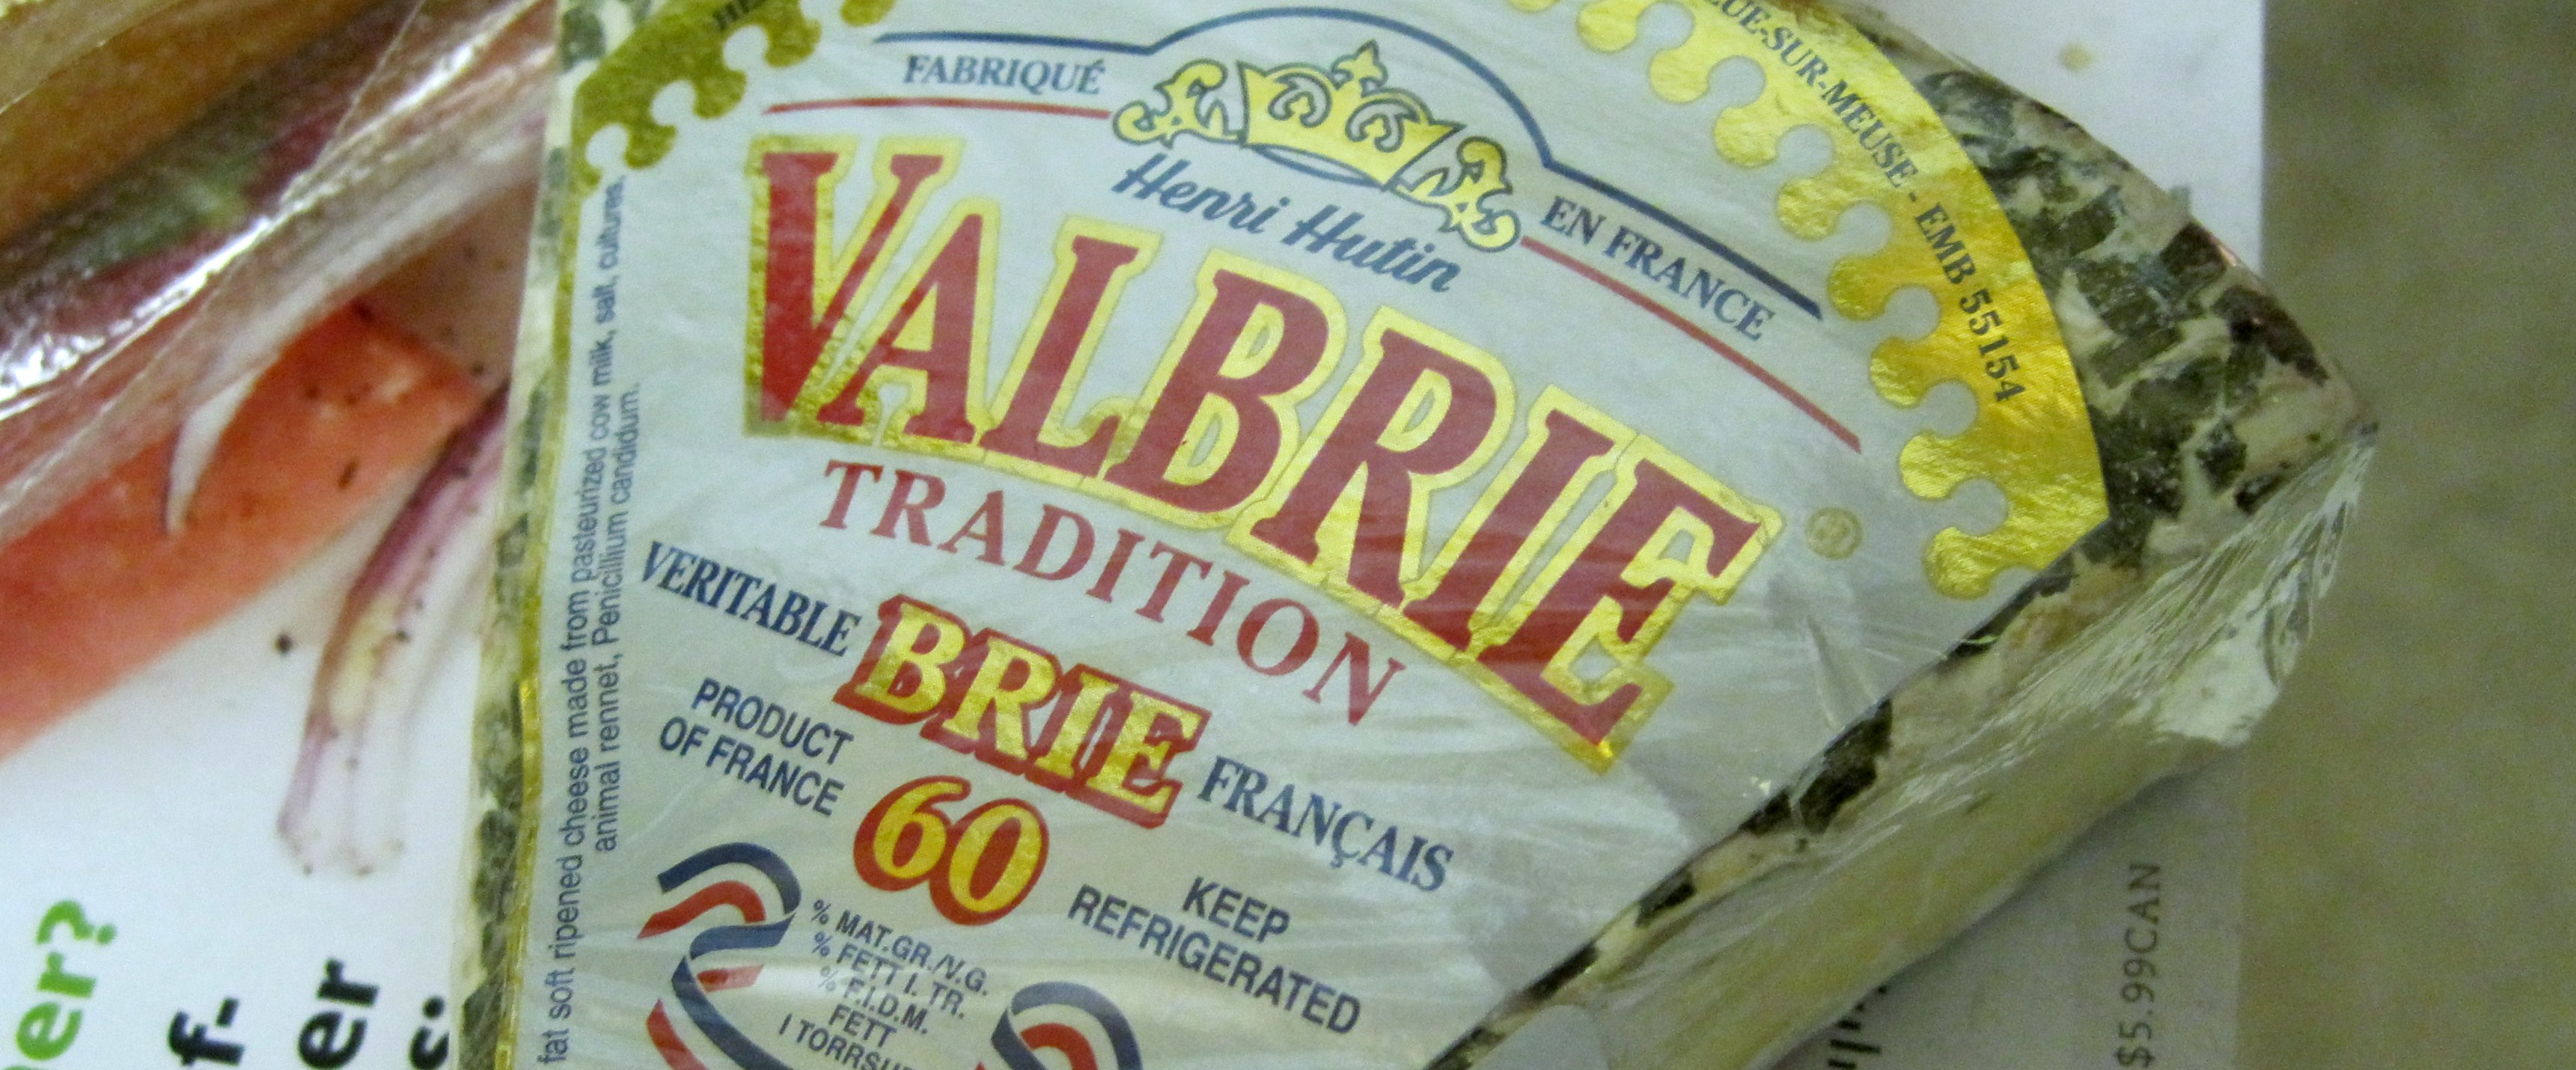 FABRIQUÉ
EN FRANCE
Henri Hutin
VALBRIE
TRADITION
VERITABLE
BRIE
FRANÇAIS
PRODUCT
OF FRANCE
60
KEEP
REFRIGERATED
% MAT.GR./V.G.
% FETT I. TR.
% F.I.D.M.
FETT
fat soft ripened cheese made from pasteurized cow milk, salt, cultures,
animal rennet, Penicillium candidum.
-SUR-MEUSE - EMB 55154
er?
f-
er
$5.99CAN